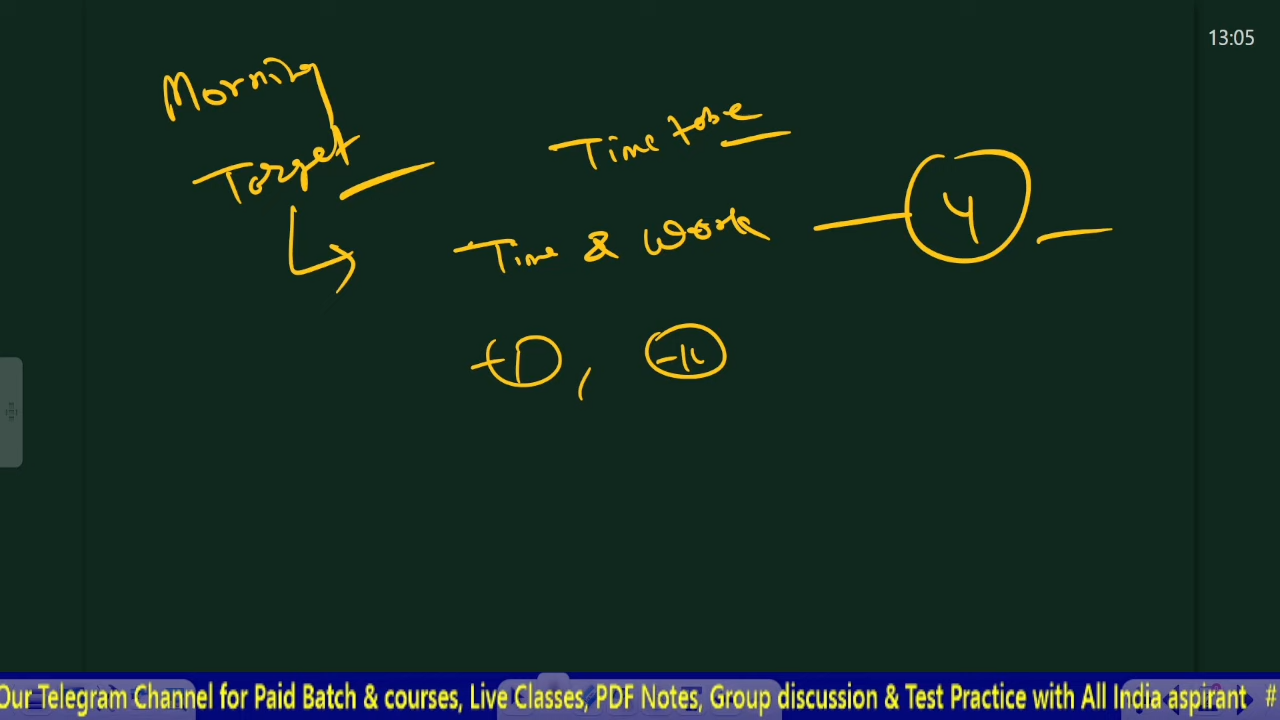 13:05
Morning
Target
Time tobe
Time & Work
4
Our Telegram Channel for Paid Batch & courses, Live Classes, PDF Notes, Group discussion & Test Practice with All India aspirant #